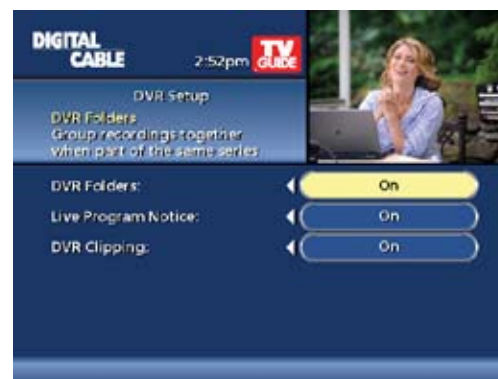 DIGITAL
CABLE
2:52pm
TV
GUIDE
DVR Setup
DVR Folders
Group recordings together
when part of the same series
DVR Folders: On
Live Program Notice: On
DVR Clipping: On